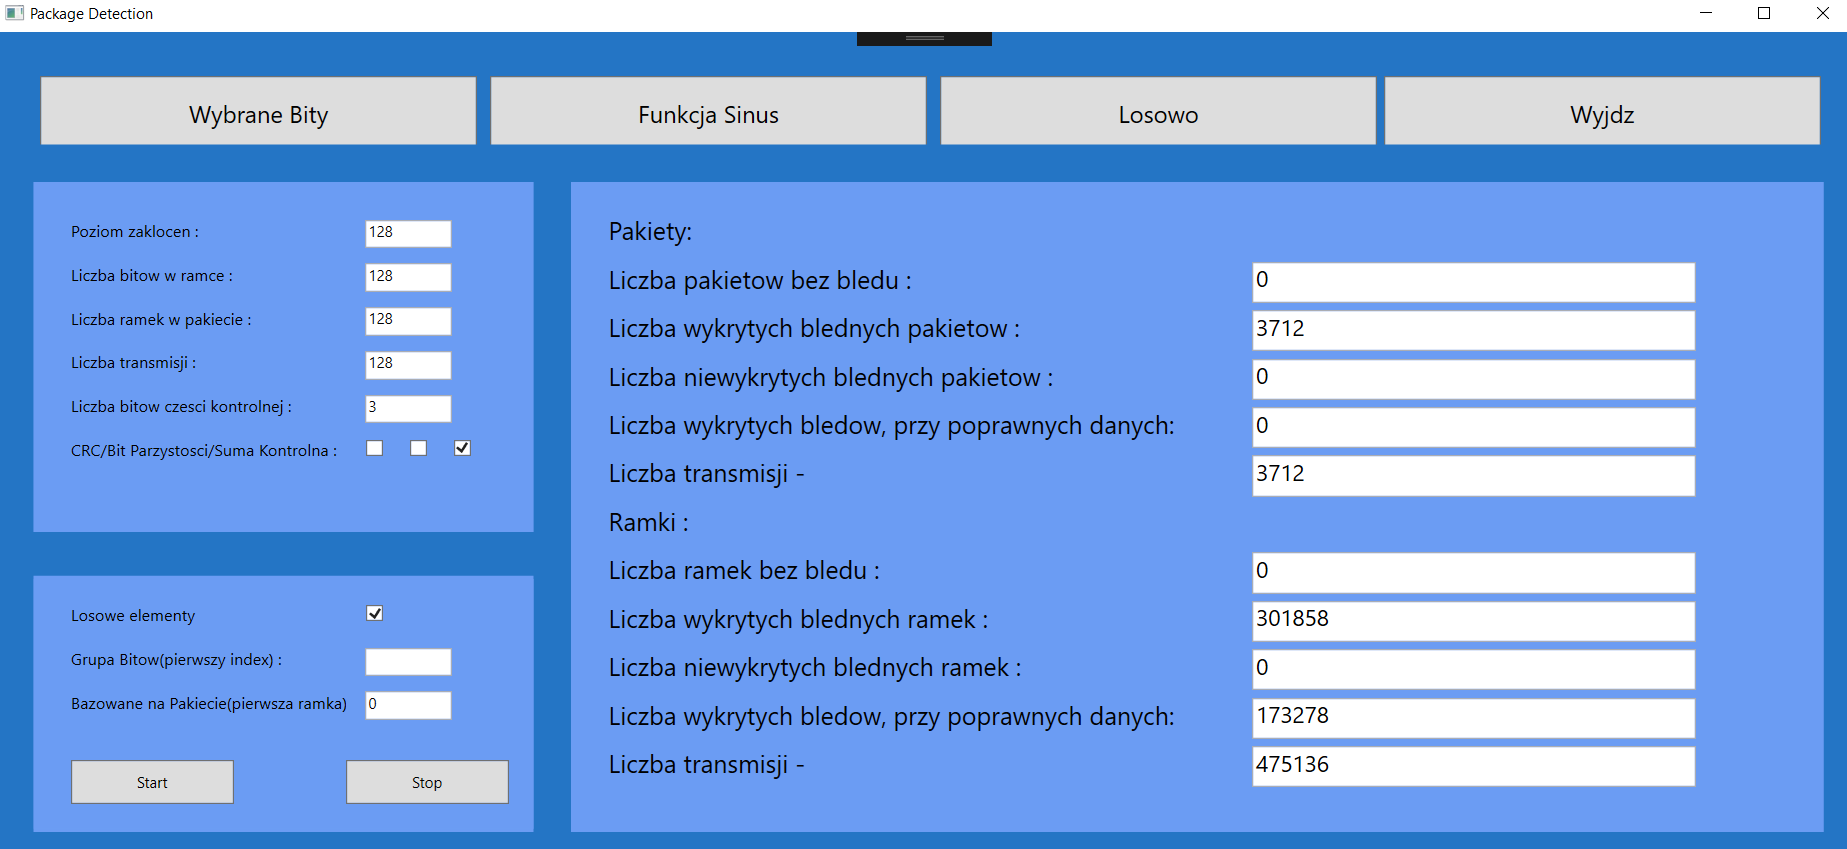 Package Detection
Wybrane Bity
Funkcja Sinus
Losowo
Wyjdz
Poziom zaklocen : 128
Liczba bitow w ramce : 128
Liczba ramek w pakiecie : 128
Liczba transmisji : 128
Liczba bitow czesci kontrolnej : 3
CRC/Bit Parzystosci/Suma Kontrolna :
Losowe elementy
Grupa Bitow(pierwszy index) :
Bazowane na Pakiecie(pierwsza ramka) 0
Start
Stop
Pakiety:
Liczba pakietow bez bledu : 0
Liczba wykrytych blednych pakietow : 3712
Liczba niewykrytych blednych pakietow : 0
Liczba wykrytych bledow, przy poprawnych danych: 0
Liczba transmisji - 3712
Ramki :
Liczba ramek bez bledu : 0
Liczba wykrytych blednych ramek : 301858
Liczba niewykrytych blednych ramek : 0
Liczba wykrytych bledow, przy poprawnych danych: 173278
Liczba transmisji - 475136